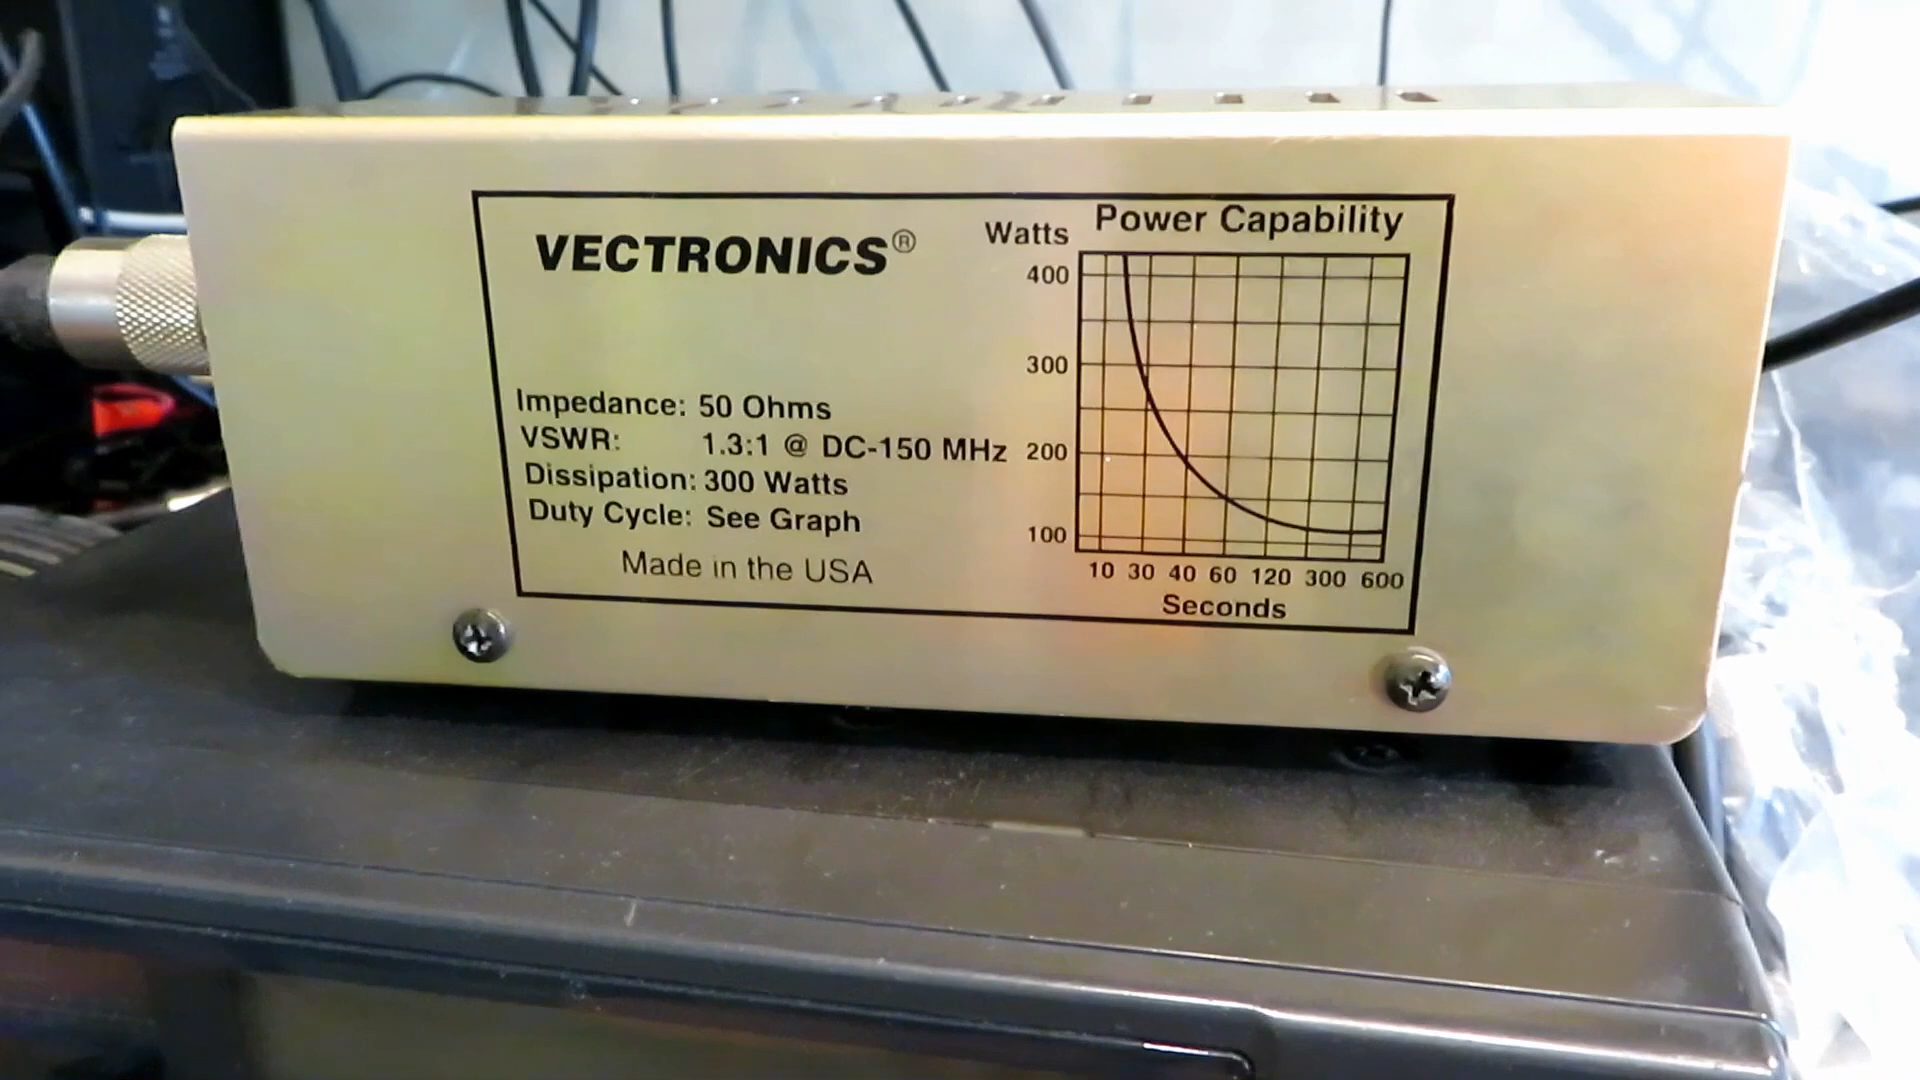 VECTRONICS®
Impedance: 50 Ohms
VSWR: 1.3:1 @ DC-150 MHz
Dissipation: 300 Watts
Duty Cycle: See Graph
Made in the USA
Power Capability
Watts
400
300
200
100
10 30 40 60 120 300 600
Seconds